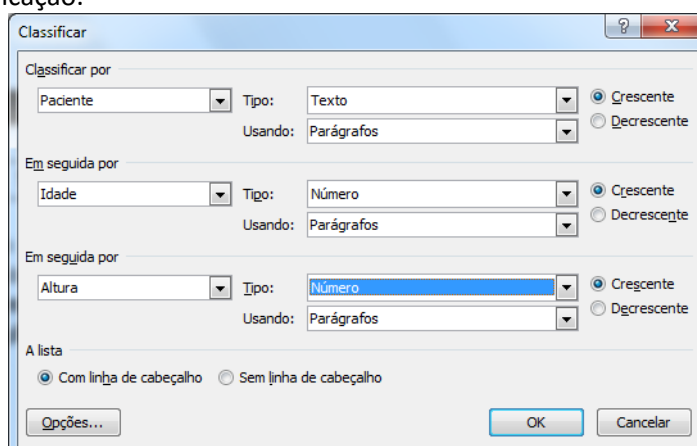 icação.
Classificar
Classificar por
Paciente Tipo: Texto Crescente
Usando: Parágrafos Decrescente
Em seguida por
Idade Tipo: Número Crescente
Usando: Parágrafos Decrescente
Em seguida por
Altura Tipo: Número Crescente
Usando: Parágrafos Decrescente
A lista
Com linha de cabeçalho Sem linha de cabeçalho
Opções... OK Cancelar